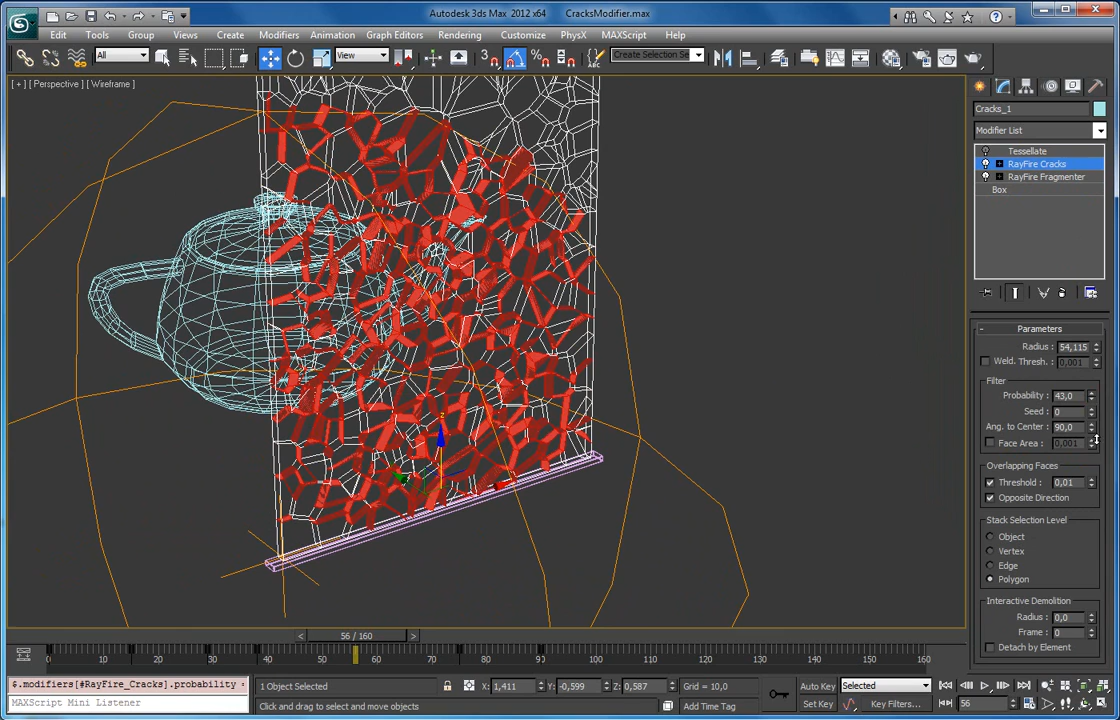 Autodesk 3ds Max 2012 x64 CracksModifier.max
Edit Tools Group Views Create Modifiers Animation Graph Editors Rendering Customize PhysX MAXScript Help
All View Create Selection Se
[ + ] [ Perspective ] [ Wireframe ]
Cracks_1
Modifier List
Tessellate
RayFire Cracks
RayFire Fragmenter
Box
- Parameters
Radius : 54,115
Weld. Thresh. : 0,001
Filter
Probability : 43,0
Seed : 0
Ang. to Center : 90,0
Face Area : 0,001
Overlapping Faces
Threshold : 0,01
Opposite Direction
Stack Selection Level
Object
Vertex
Edge
Polygon
Interactive Demolition
Radius : 0,0
Frame : 0
Detach by Element
z
< 56 / 160 >
0 10 20 30 40 50 60 70 80 90 100 110 120 130 140 150 160
$.modifiers[#RayFire_Cracks].probability =
MAXScript Mini Listener
1 Object Selected X: 1,411 Y: -0,599 Z: 0,587 Grid = 10,0
Click and drag to select and move objects Add Time Tag
Auto Key Selected
Set Key Key Filters... 56